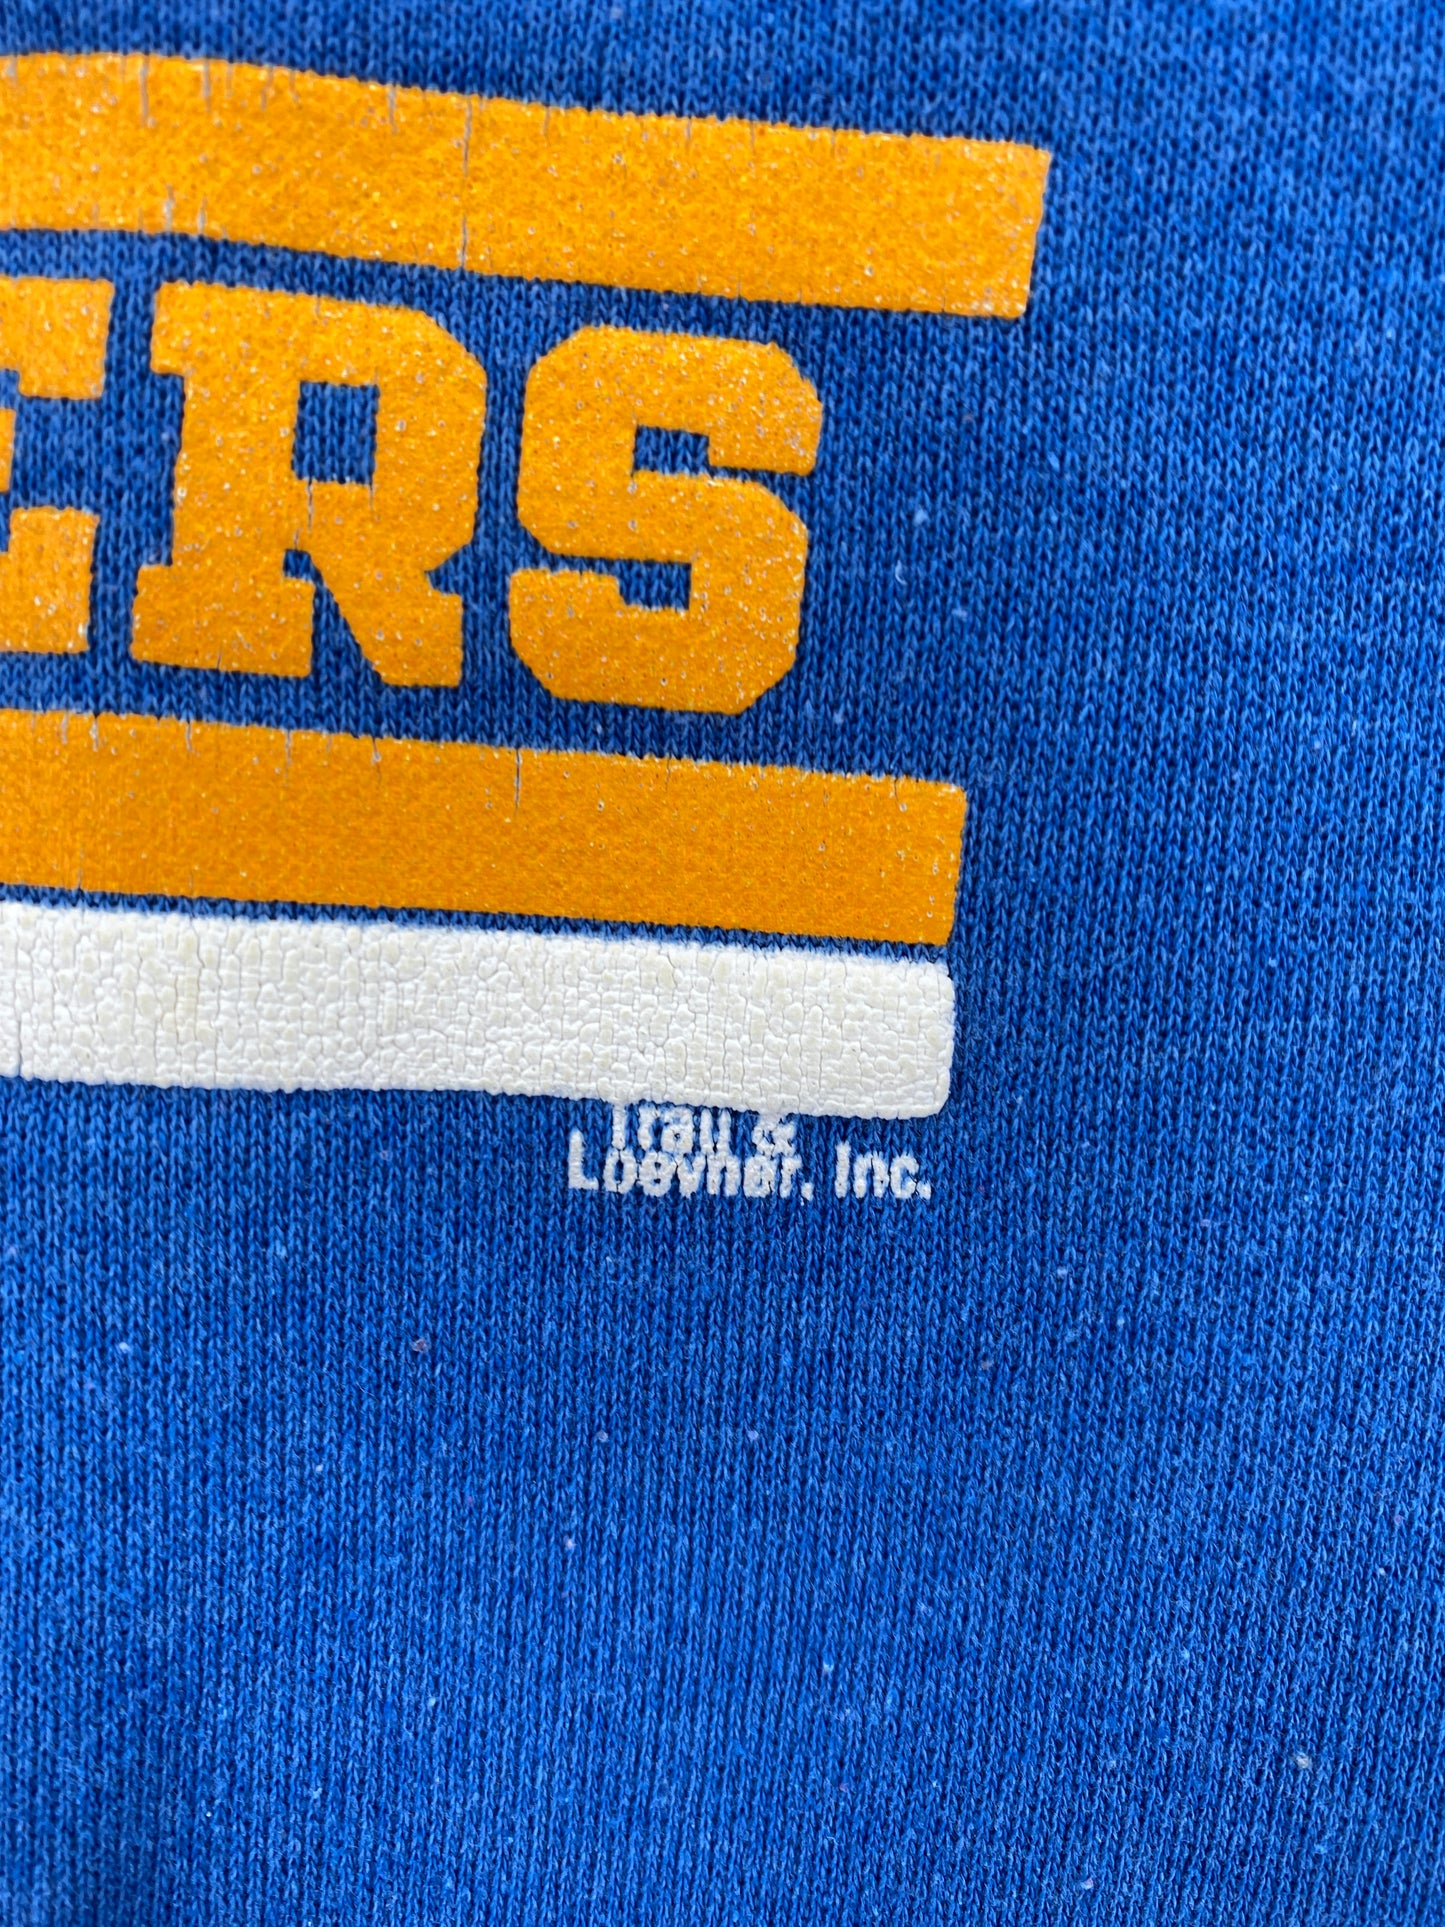 ERS
Trau &
Loevner, Inc.